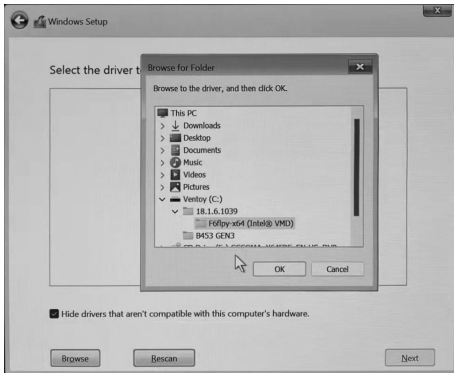 Windows Setup
Select the driver t
Browse for Folder
Browse to the driver, and then click OK.
This PC
Downloads
Desktop
Documents
Music
Videos
Pictures
Ventoy (C:)
18.1.6.1039
F6flpy-x64 (Intel® VMD)
B453 GEN3
OK
Cancel
Hide drivers that aren't compatible with this computer's hardware.
Browse
Rescan
Next